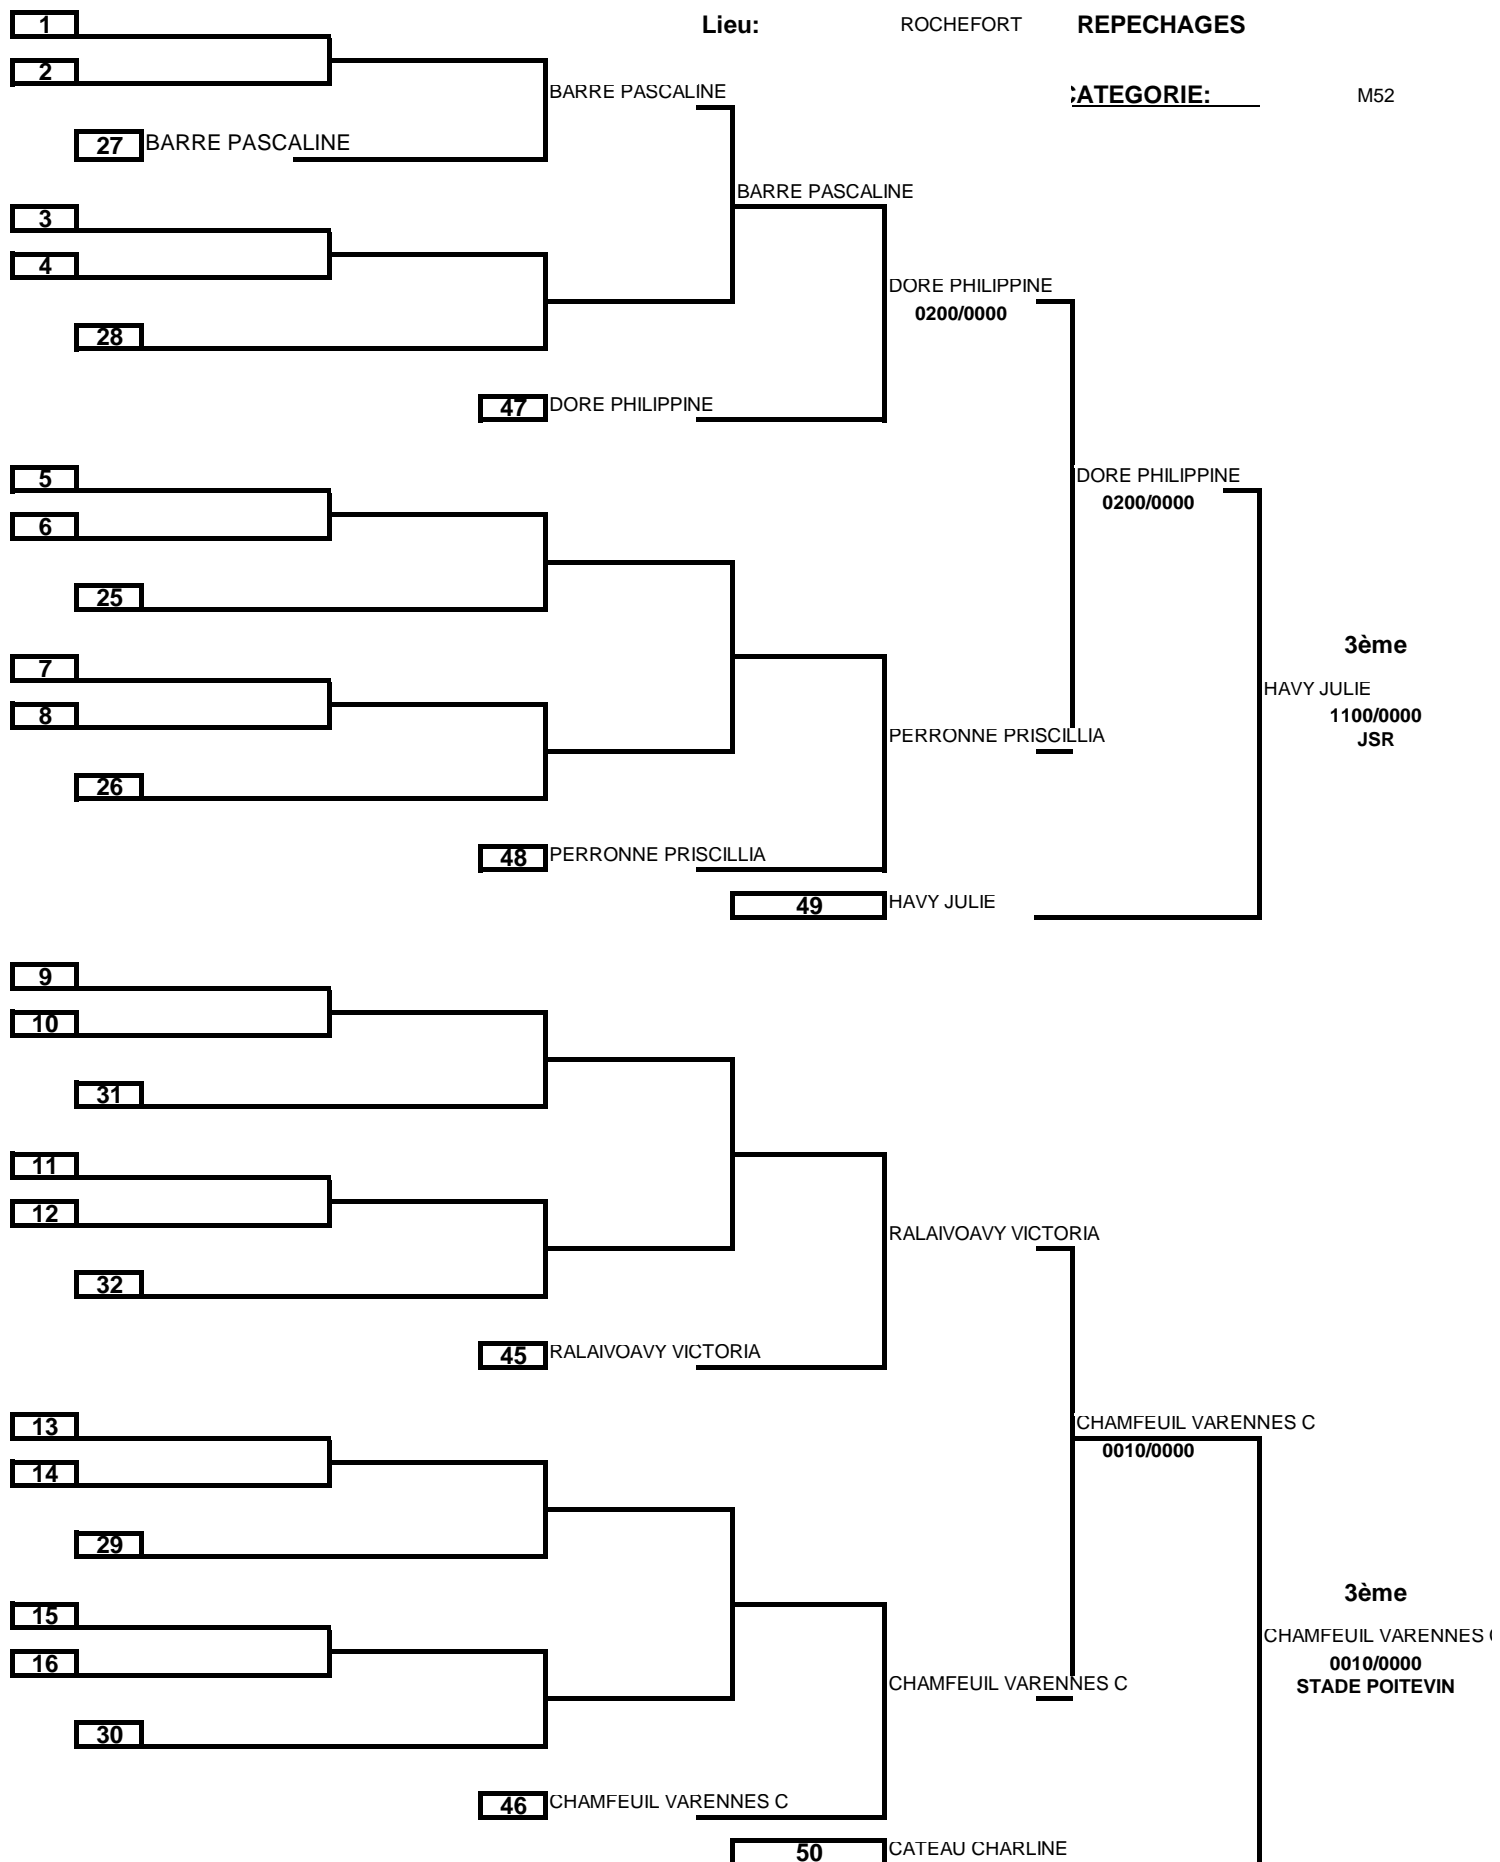 1
Lieu: ROCHEFORT REPECHAGES
2
BARRE PASCALINE
CATEGORIE: M52
27 BARRE PASCALINE
BARRE PASCALINE
3
4
DORE PHILIPPINE
0200/0000
28
47 DORE PHILIPPINE
5
DORE PHILIPPINE
0200/0000
6
25
3ème
7
HAVY JULIE
8
1100/0000
PERRONNE PRISCILLIA
JSR
26
48 PERRONNE PRISCILLIA
49 HAVY JULIE
9
10
31
11
12
RALAIVOAVY VICTORIA
32
45 RALAIVOAVY VICTORIA
13
CHAMFEUIL VARENNES C
0010/0000
14
29
3ème
15
CHAMFEUIL VARENNES
16
0010/0000
CHAMFEUIL VARENNES C
STADE POITEVIN
30
46 CHAMFEUIL VARENNES C
50 CATEAU CHARLINE